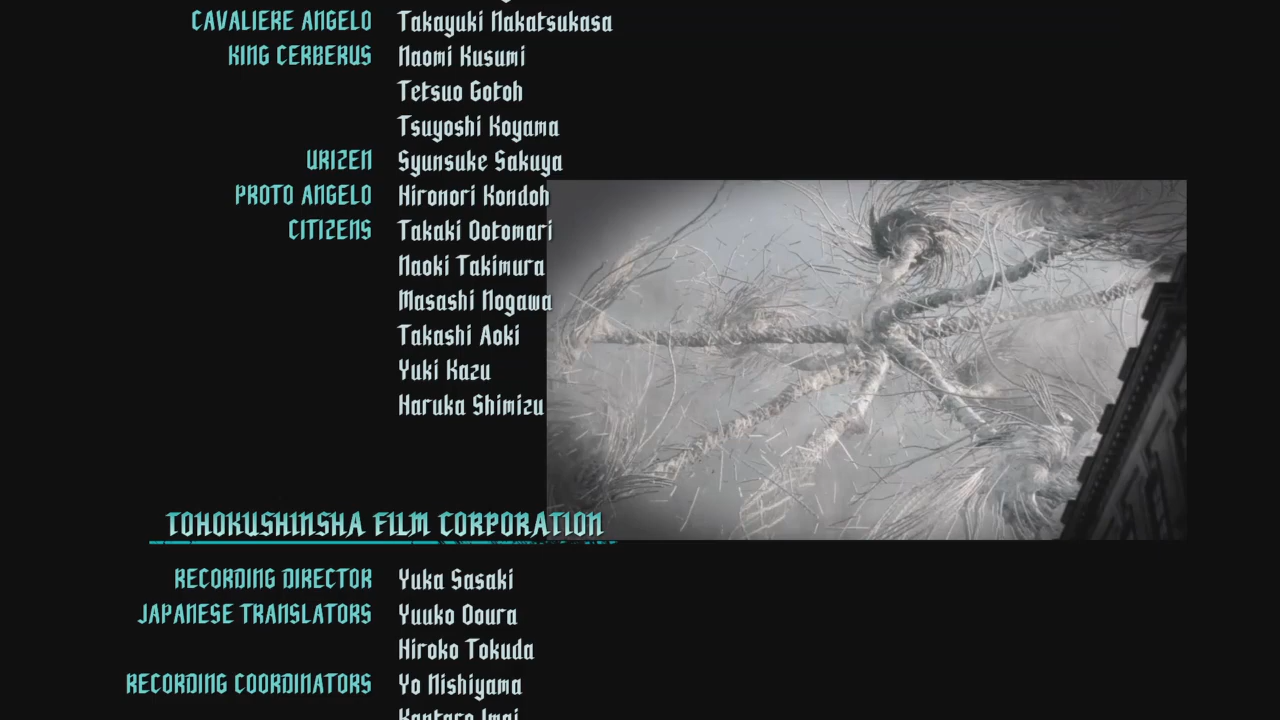 CAVALIERE ANGELO Takayuki Nakatsukasa
KING CERBERUS Naomi Kusumi
Tetsuo Gotoh
Tsuyoshi Koyama
URIZEN Syunsuke Sakuya
PROTO ANGELO Hironori Kondoh
CITIZENS Takaki Ootomari
Naoki Takimura
Masashi Nogawa
Takashi Aoki
Yuki Kazu
Haruka Shimizu
TOHOKUSHINSHA FILM CORPORATION
RECORDING DIRECTOR Yuka Sasaki
JAPANESE TRANSLATORS Yuuko Ooura
Hiroko Tokuda
RECORDING COORDINATORS Yo Nishiyama
Kantaro Imai